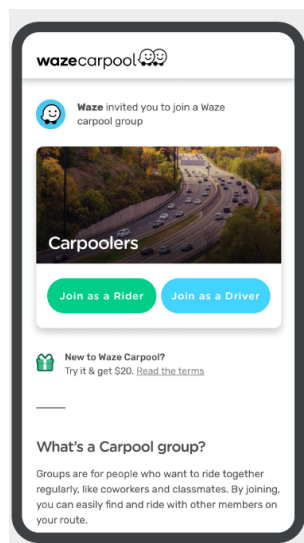 wazecarpool
Waze invited you to join a Waze
carpool group
Carpoolers
Join as a Rider
Join as a Driver
New to Waze Carpool?
Try it & get $20. Read the terms
What's a Carpool group?
Groups are for people who want to ride together
regularly, like coworkers and classmates. By joining,
you can easily find and ride with other members on
your route.